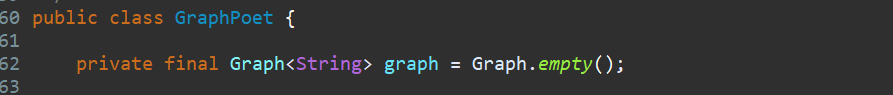 60 public class GraphPoet {
61
62     private final Graph<String> graph = Graph.empty();
63